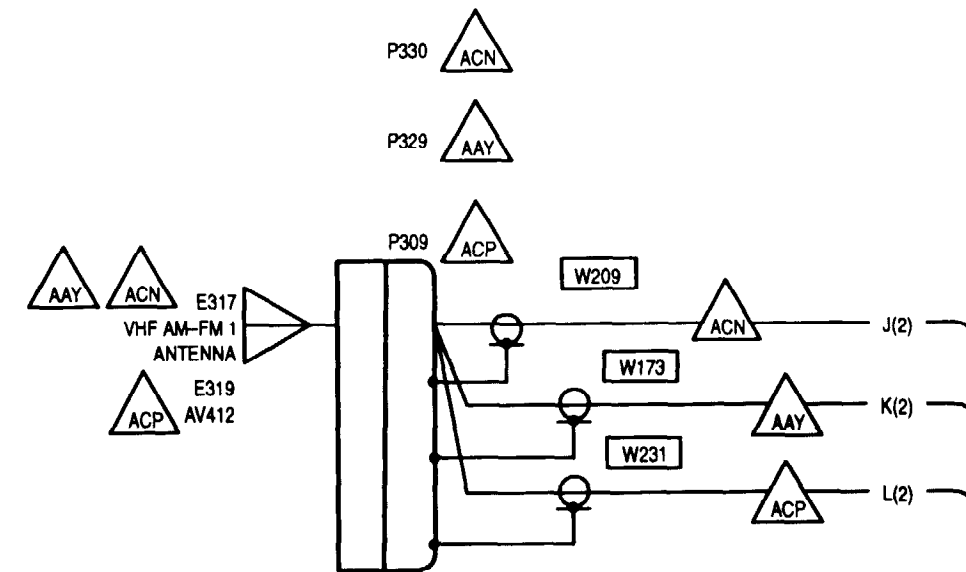 P330 ACN
P329 AAY
P309 ACP
W209
AAY ACN E317
VHF AM-FM 1
ANTENNA
ACN J(2)
W173
ACP E319
AV412
AAY K(2)
W231
ACP L(2)